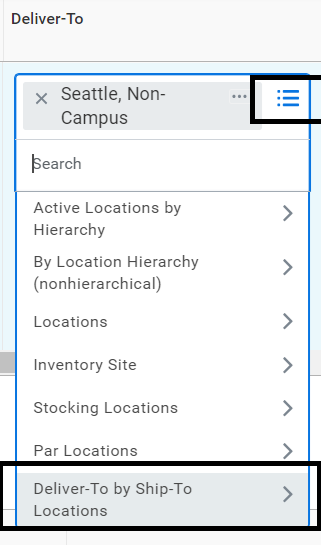 Deliver-To
Seattle, Non-
Campus
Search
Active Locations by
Hierarchy
By Location Hierarchy
(nonhierarchical)
Locations
Inventory Site
Stocking Locations
Par Locations
Deliver-To by Ship-To
Locations